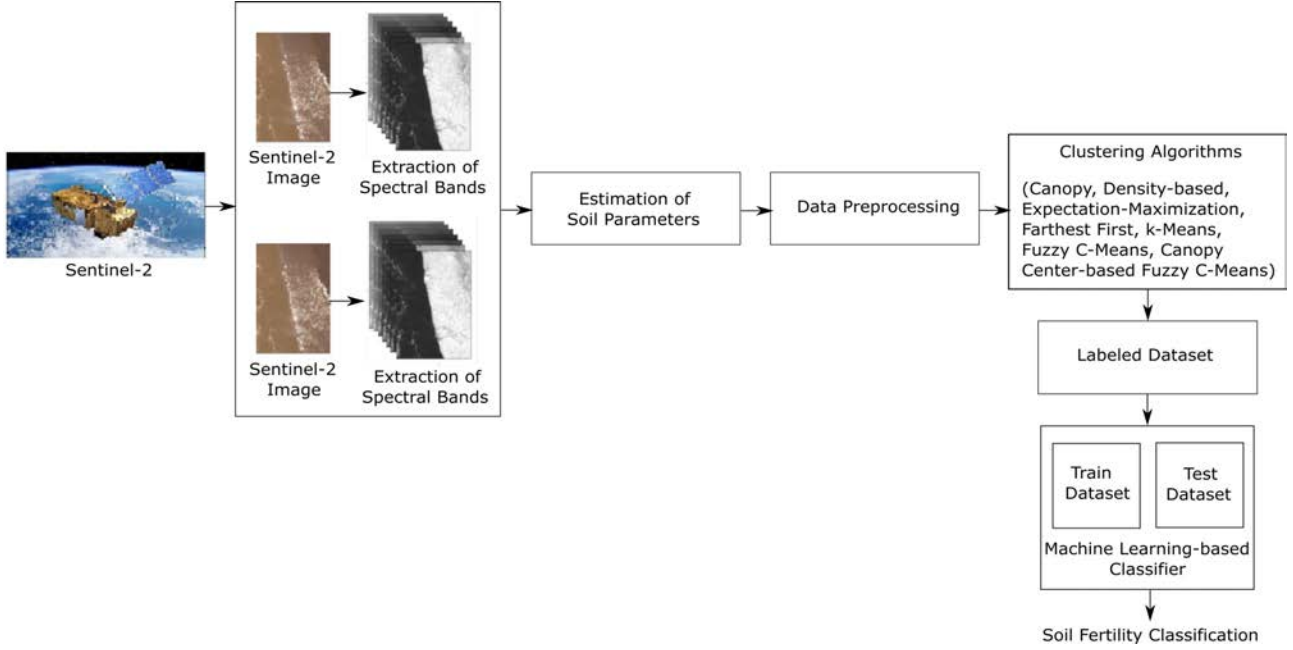 Sentinel-2
Sentinel-2
Image
Extraction of
Spectral Bands
Sentinel-2
Image
Extraction of
Spectral Bands
Estimation of
Soil Parameters
Data Preprocessing
Clustering Algorithms
(Canopy, Density-based,
Expectation-Maximization,
Farthest First, k-Means,
Fuzzy C-Means, Canopy
Center-based Fuzzy C-Means)
Labeled Dataset
Train
Dataset
Test
Dataset
Machine Learning-based
Classifier
Soil Fertility Classification